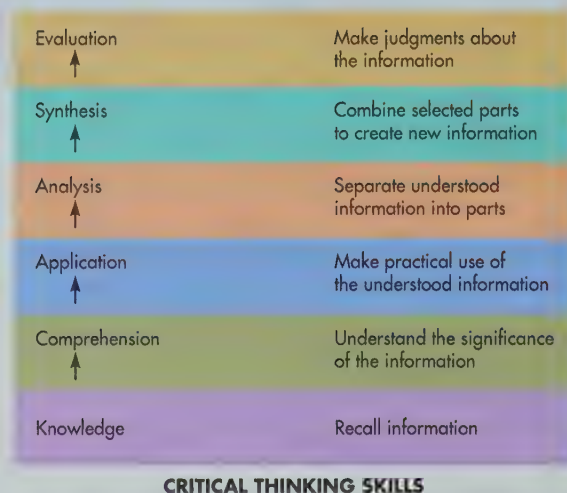 Evaluation
Make judgments about
the information
Synthesis
Combine selected parts
to create new information
Analysis
Separate understood
information into parts
Application
Make practical use of
the understood information
Comprehension
Understand the significance
of the information
Knowledge
Recall information
CRITICAL THINKING SKILLS